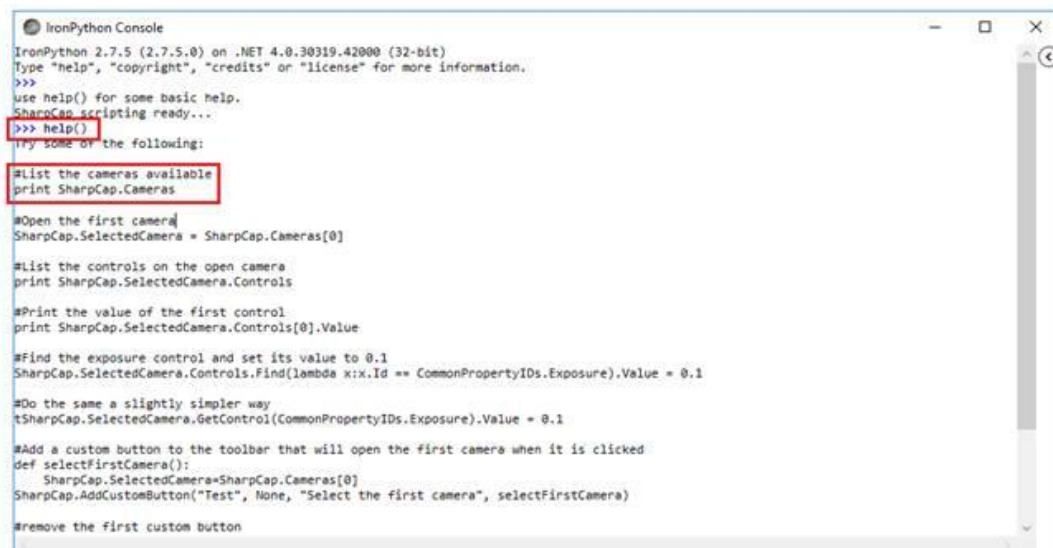 IronPython Console
IronPython 2.7.5 (2.7.5.0) on .NET 4.0.30319.42000 (32-bit)
Type "help", "copyright", "credits" or "license" for more information.
>>>
use help() for some basic help.
SharpCap scripting ready...
>>> help()
Try some of the following:
#List the cameras available
print SharpCap.Cameras
#Open the first camera
SharpCap.SelectedCamera = SharpCap.Cameras[0]
#List the controls on the open camera
print SharpCap.SelectedCamera.Controls
#Print the value of the first control
print SharpCap.SelectedCamera.Controls[0].Value
#Find the exposure control and set its value to 0.1
SharpCap.SelectedCamera.Controls.Find(lambda x:x.Id == CommonPropertyIDs.Exposure).Value = 0.1
#Do the same a slightly simpler way
tSharpCap.SelectedCamera.GetControl(CommonPropertyIDs.Exposure).Value = 0.1
#Add a custom button to the toolbar that will open the first camera when it is clicked
def selectFirstCamera():
    SharpCap.SelectedCamera=SharpCap.Cameras[0]
SharpCap.AddCustomButton("Test", None, "Select the first camera", selectFirstCamera)
#remove the first custom button